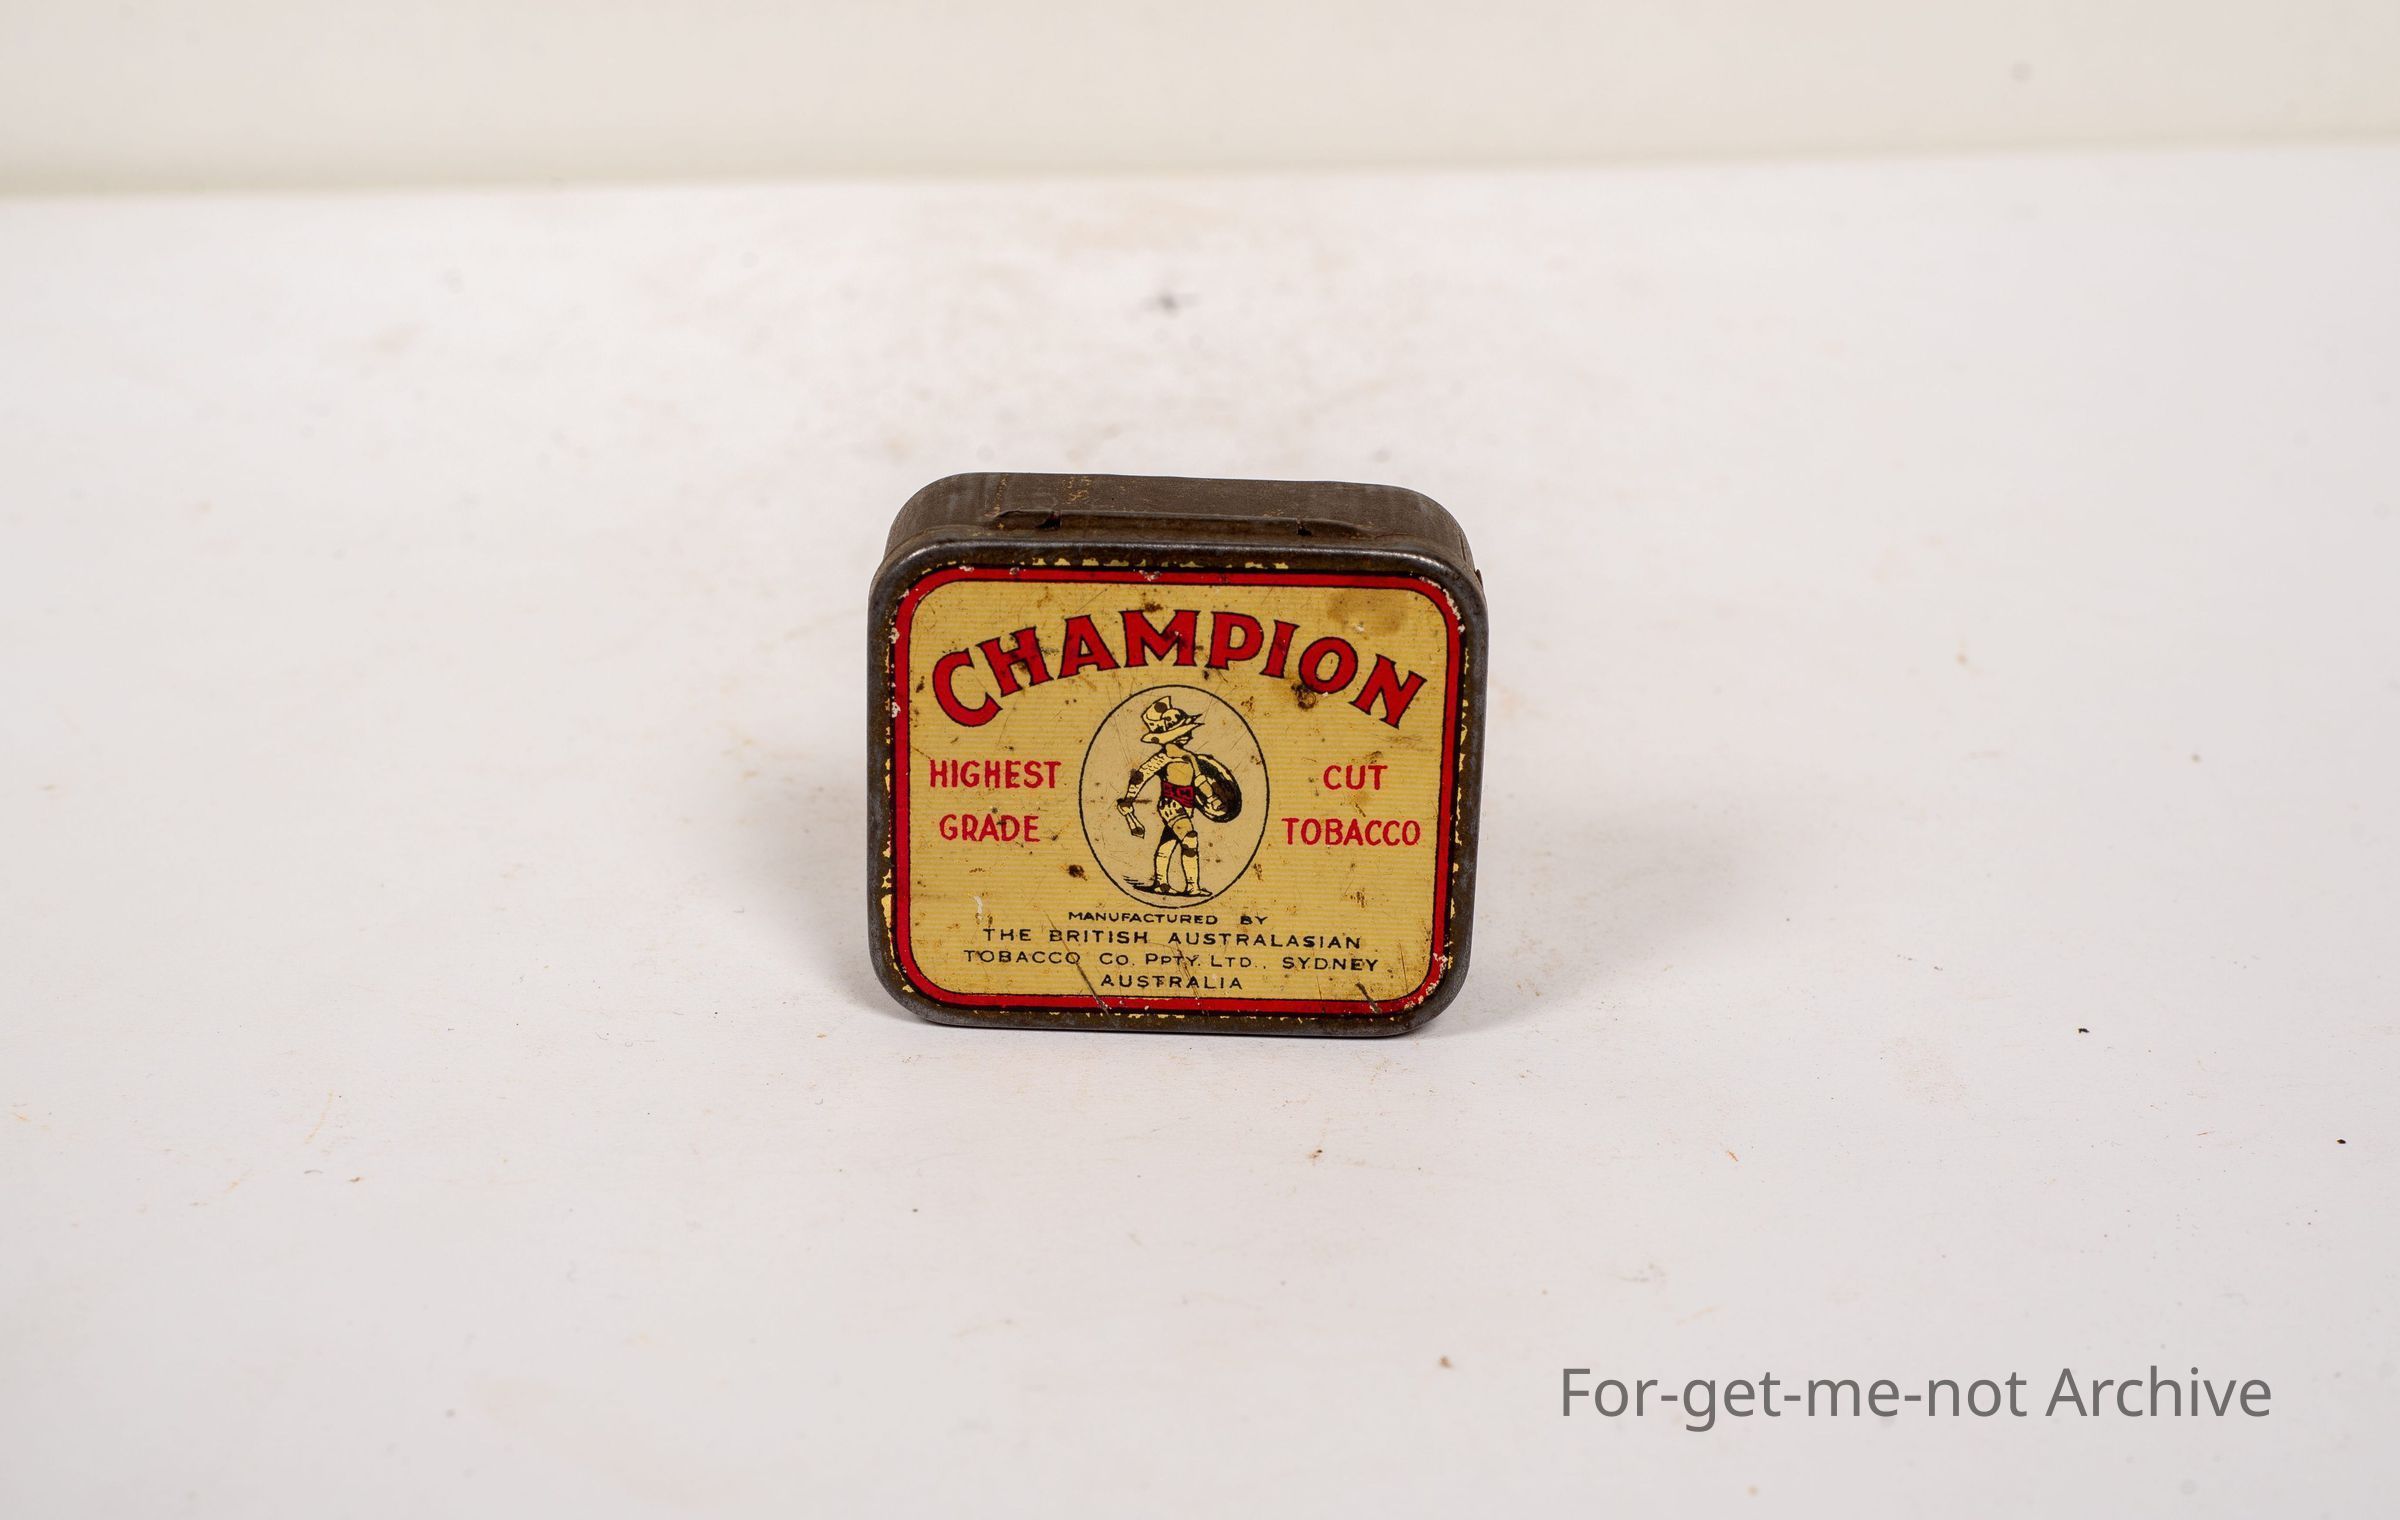 CHAMPION
HIGHEST
GRADE
CUT
TOBACCO
MANUFACTURED BY
THE BRITISH AUSTRALASIAN
TOBACCO CO. PPTY. LTD., SYDNEY
AUSTRALIA
For-get-me-not Archive